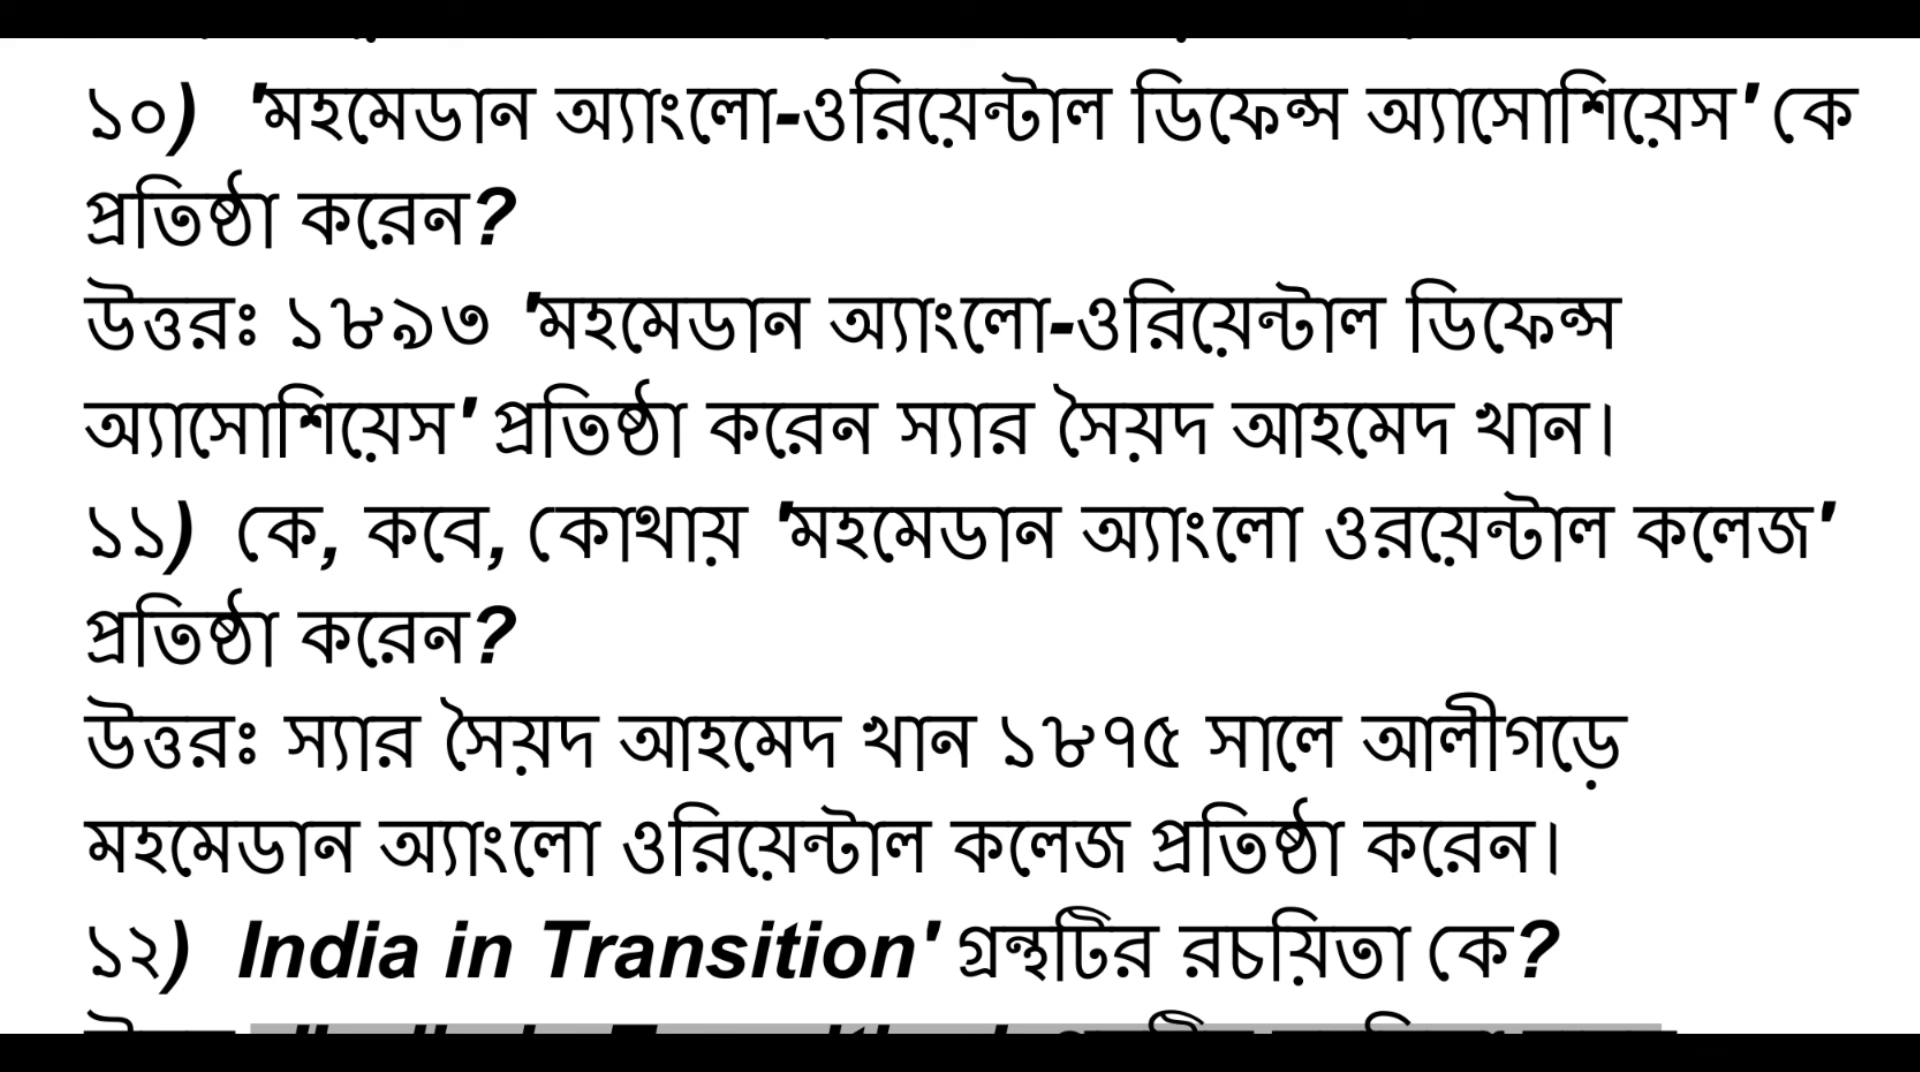 ১০) 'মহমেডান অ্যাংলো-ওরিয়েন্টাল ডিফেন্স অ্যাসোশিয়েস' কে
প্রতিষ্ঠা করেন?
উত্তরঃ ১৮৯৩ 'মহমেডান অ্যাংলো-ওরিয়েন্টাল ডিফেন্স
অ্যাসোশিয়েস' প্রতিষ্ঠা করেন স্যার সৈয়দ আহমেদ খান।
১১) কে, কবে, কোথায় 'মহমেডান অ্যাংলো ওরয়েন্টাল কলেজ'
প্রতিষ্ঠা করেন?
উত্তরঃ স্যার সৈয়দ আহমেদ খান ১৮৭৫ সালে আলীগড়ে
মহমেডান অ্যাংলো ওরিয়েন্টাল কলেজ প্রতিষ্ঠা করেন।
১২) India in Transition' গ্রন্থটির রচয়িতা কে?